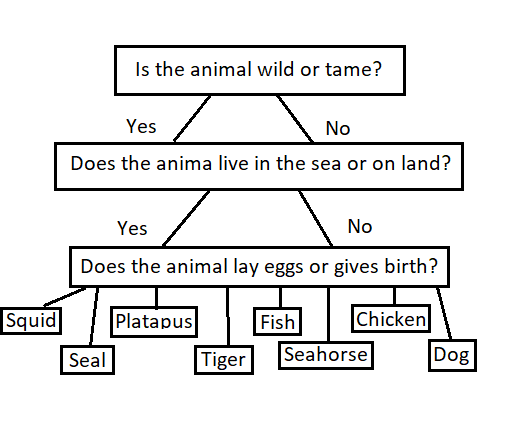 Is the animal wild or tame?
Yes
No
Does the anima live in the sea or on land?
Yes
No
Does the animal lay eggs or gives birth?
Squid
Platapus
Fish
Chicken
Seal
Tiger
Seahorse
Dog